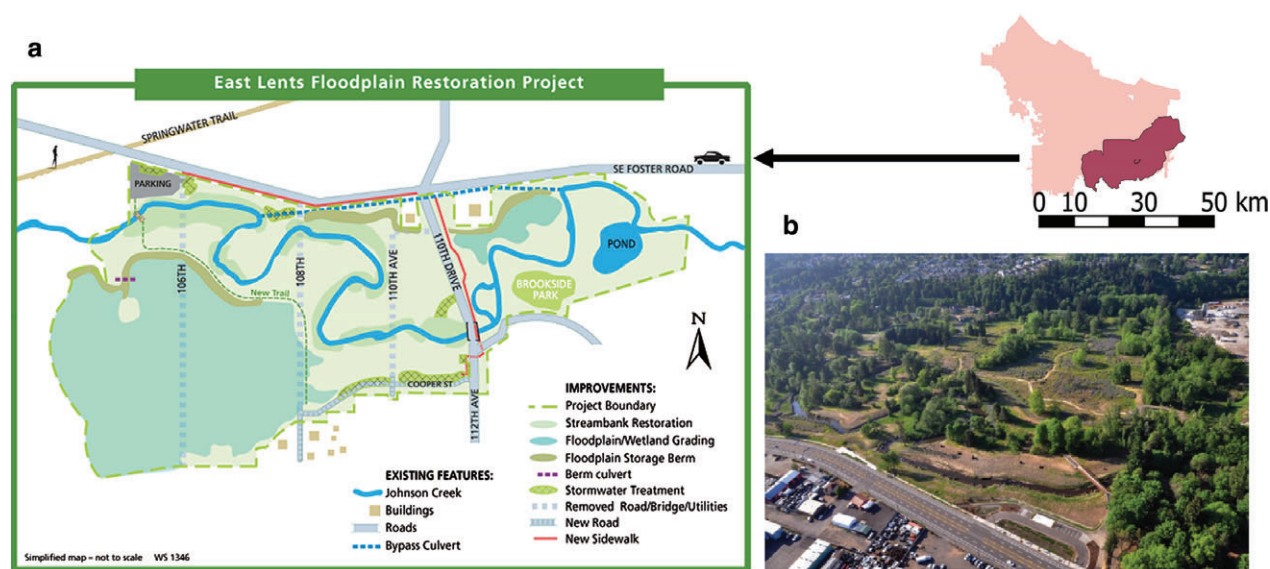 a
East Lents Floodplain Restoration Project
SPRINGWATER TRAIL
SE FOSTER ROAD
PARKING
106TH
108TH
110TH AVE
110TH DRIVE
POND
BROOKSIDE
PARK
New Trail
N
COOPER ST
112TH AVE
EXISTING FEATURES:
Johnson Creek
Buildings
Roads
Bypass Culvert
IMPROVEMENTS:
Project Boundary
Streambank Restoration
Floodplain/Wetland Grading
Floodplain Storage Berm
Berm culvert
Stormwater Treatment
Removed Road/Bridge/Utilities
New Road
New Sidewalk
Simplified map – not to scale WS 1346
0 10 20 30 40 50 km
b